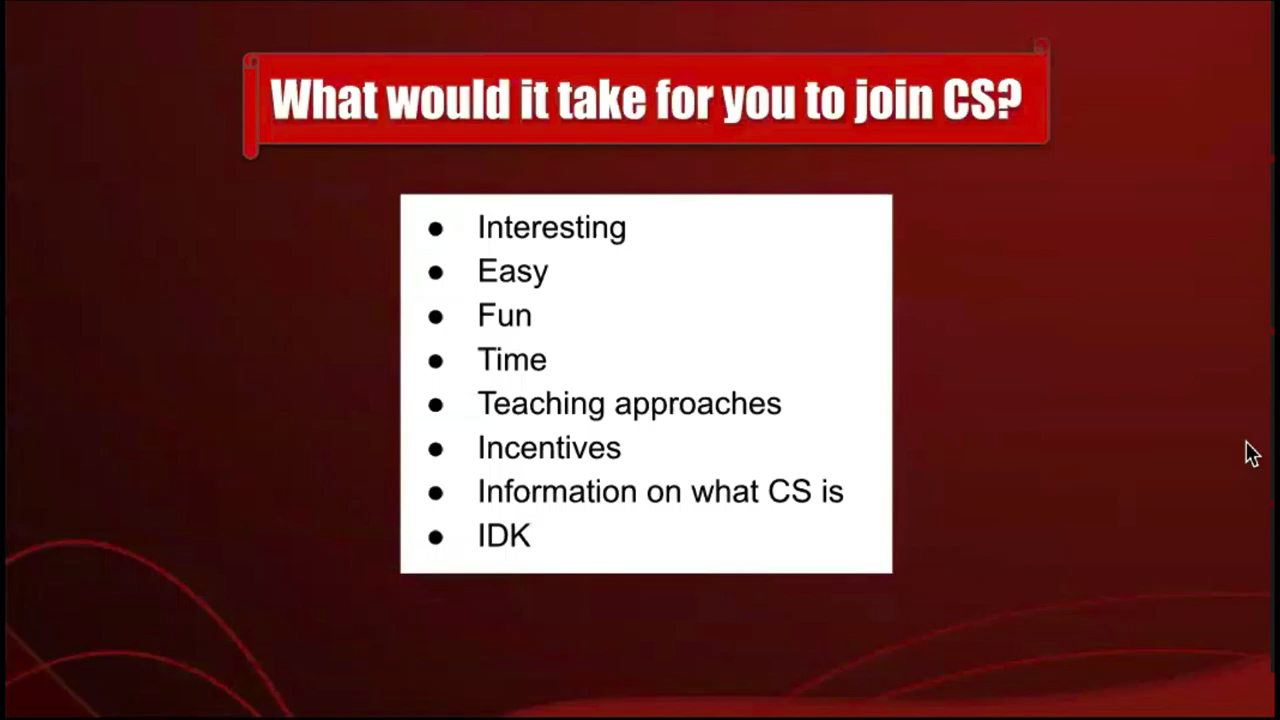 What would it take for you to join CS?
● Interesting
● Easy
● Fun
● Time
● Teaching approaches
● Incentives
● Information on what CS is
● IDK